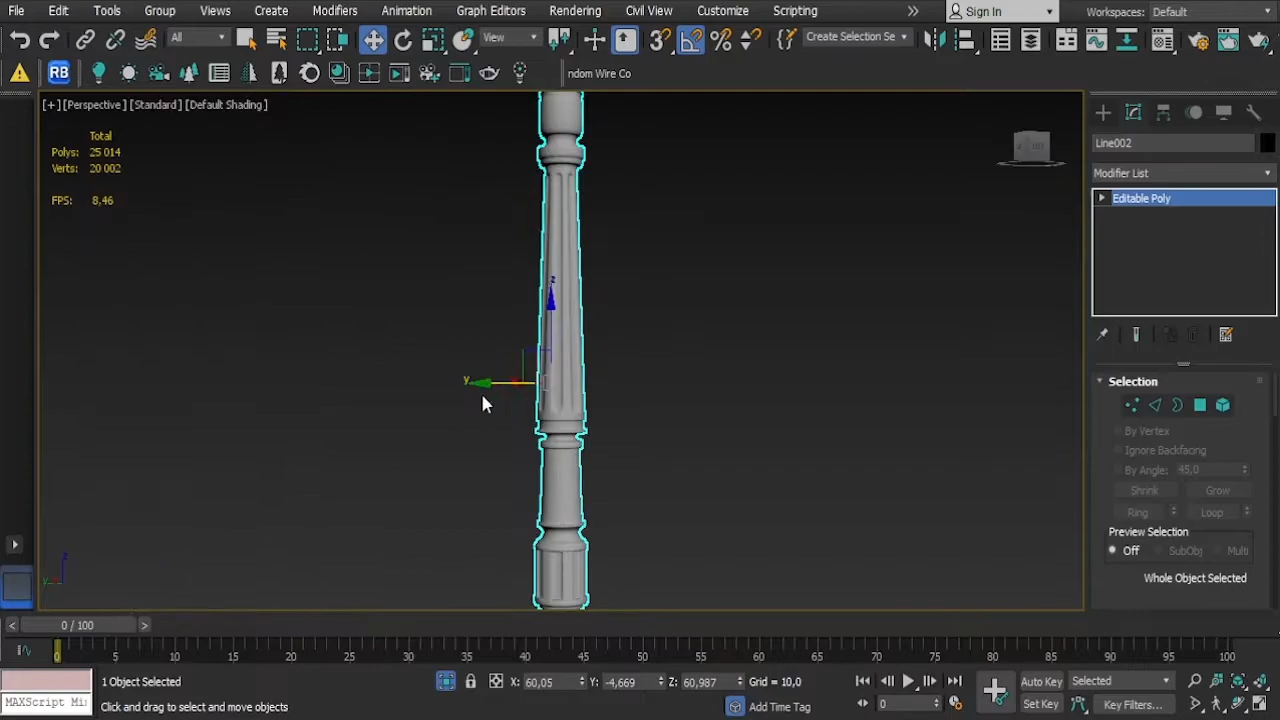 File Edit Tools Group Views Create Modifiers Animation Graph Editors Rendering Civil View Customize Scripting Sign In Workspaces: Default
All View Create Selection Se
RB ndom Wire Co
[+] [Perspective] [Standard] [Default Shading]
Total
Polys: 25 014
Verts: 20 002
FPS: 8,46
Line002
Modifier List
Editable Poly
z
y
Selection
By Vertex
Ignore Backfacing
By Angle: 45,0
Shrink Grow
Ring Loop
Preview Selection
Off SubObj Multi
Whole Object Selected
z
y
0 / 100
0 5 10 15 20 25 30 35 40 45 50 55 60 65 70 75 80 85 90 95 100
1 Object Selected X: 60,05 Y: -4,669 Z: 60,987 Grid = 10,0 Auto Key Selected
MAXScript Mi Click and drag to select and move objects Add Time Tag 0 Set Key Key Filters...